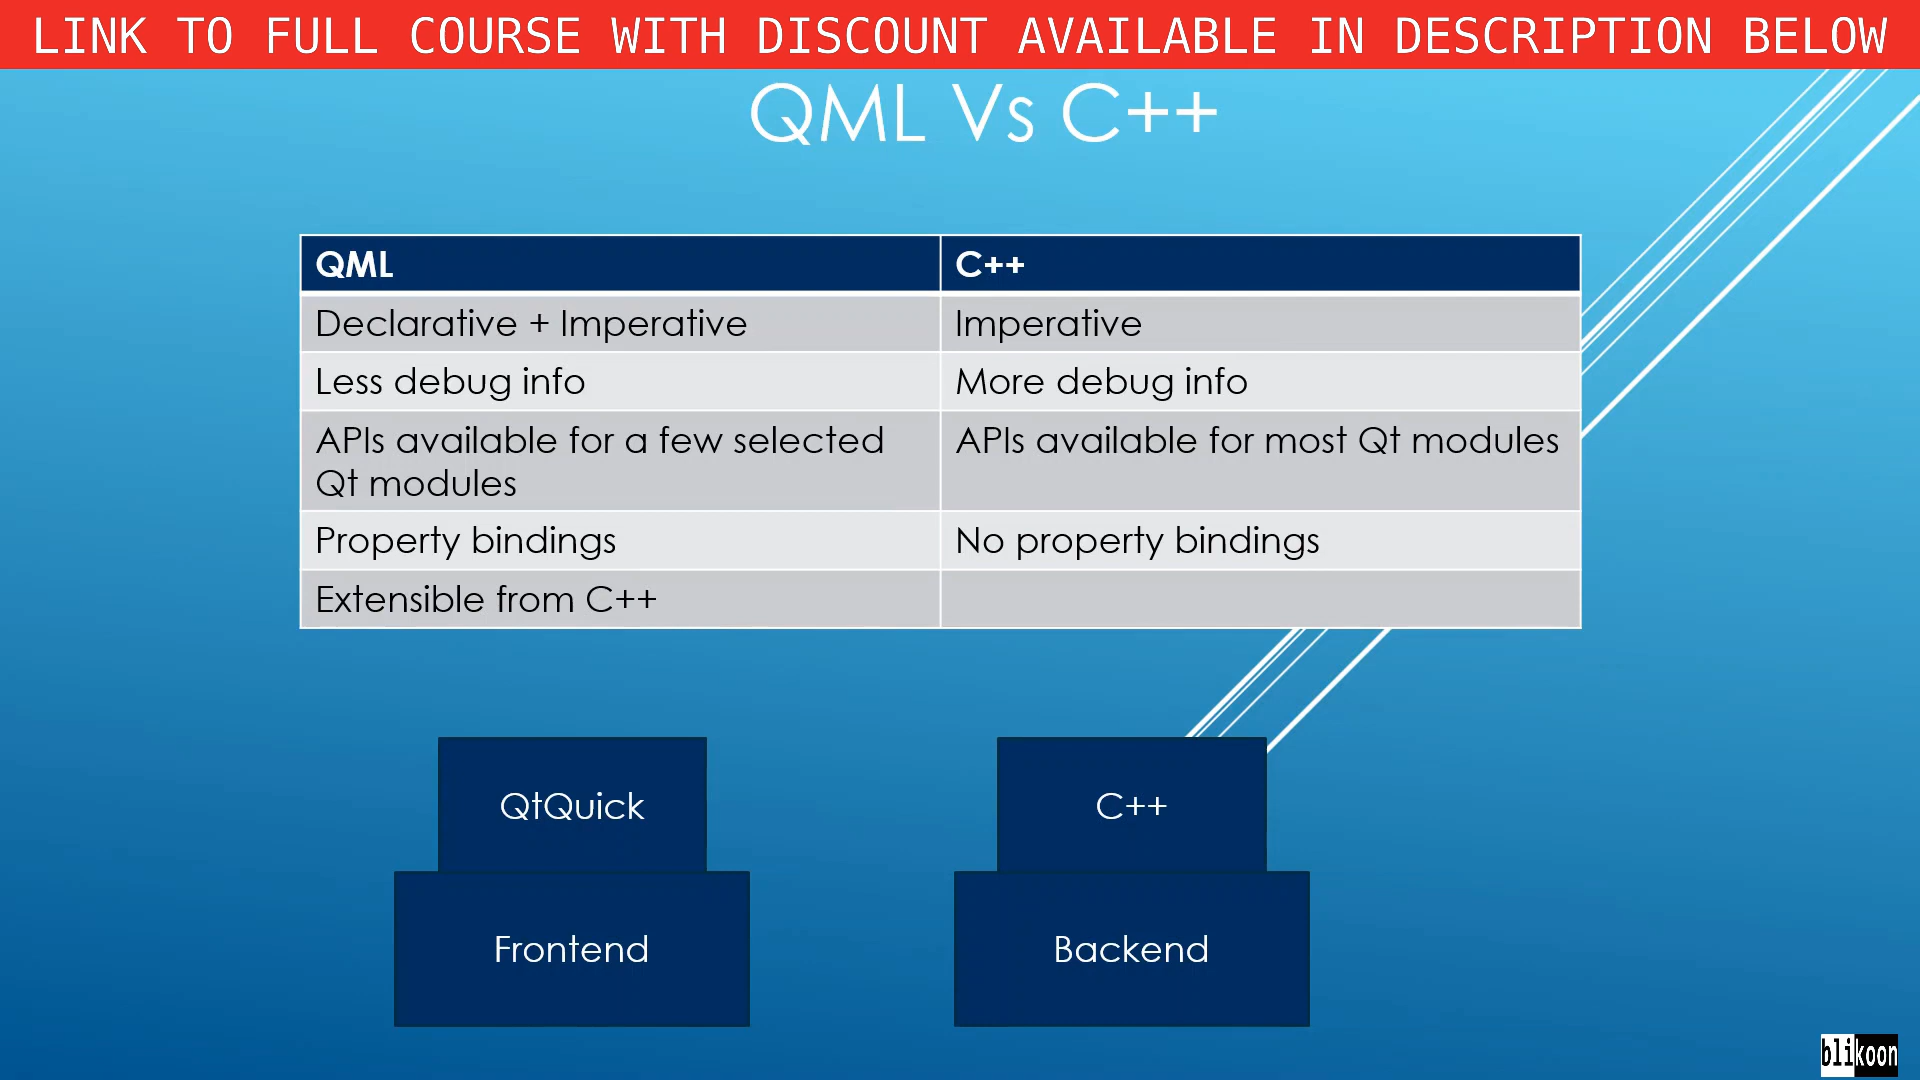 LINK TO FULL COURSE WITH DISCOUNT AVAILABLE IN DESCRIPTION BELOW
QML Vs C++
QML C++
Declarative + Imperative Imperative
Less debug info More debug info
APIs available for a few selected APIs available for most Qt modules
Qt modules
Property bindings No property bindings
Extensible from C++
QtQuick C++
Frontend Backend
blikoon